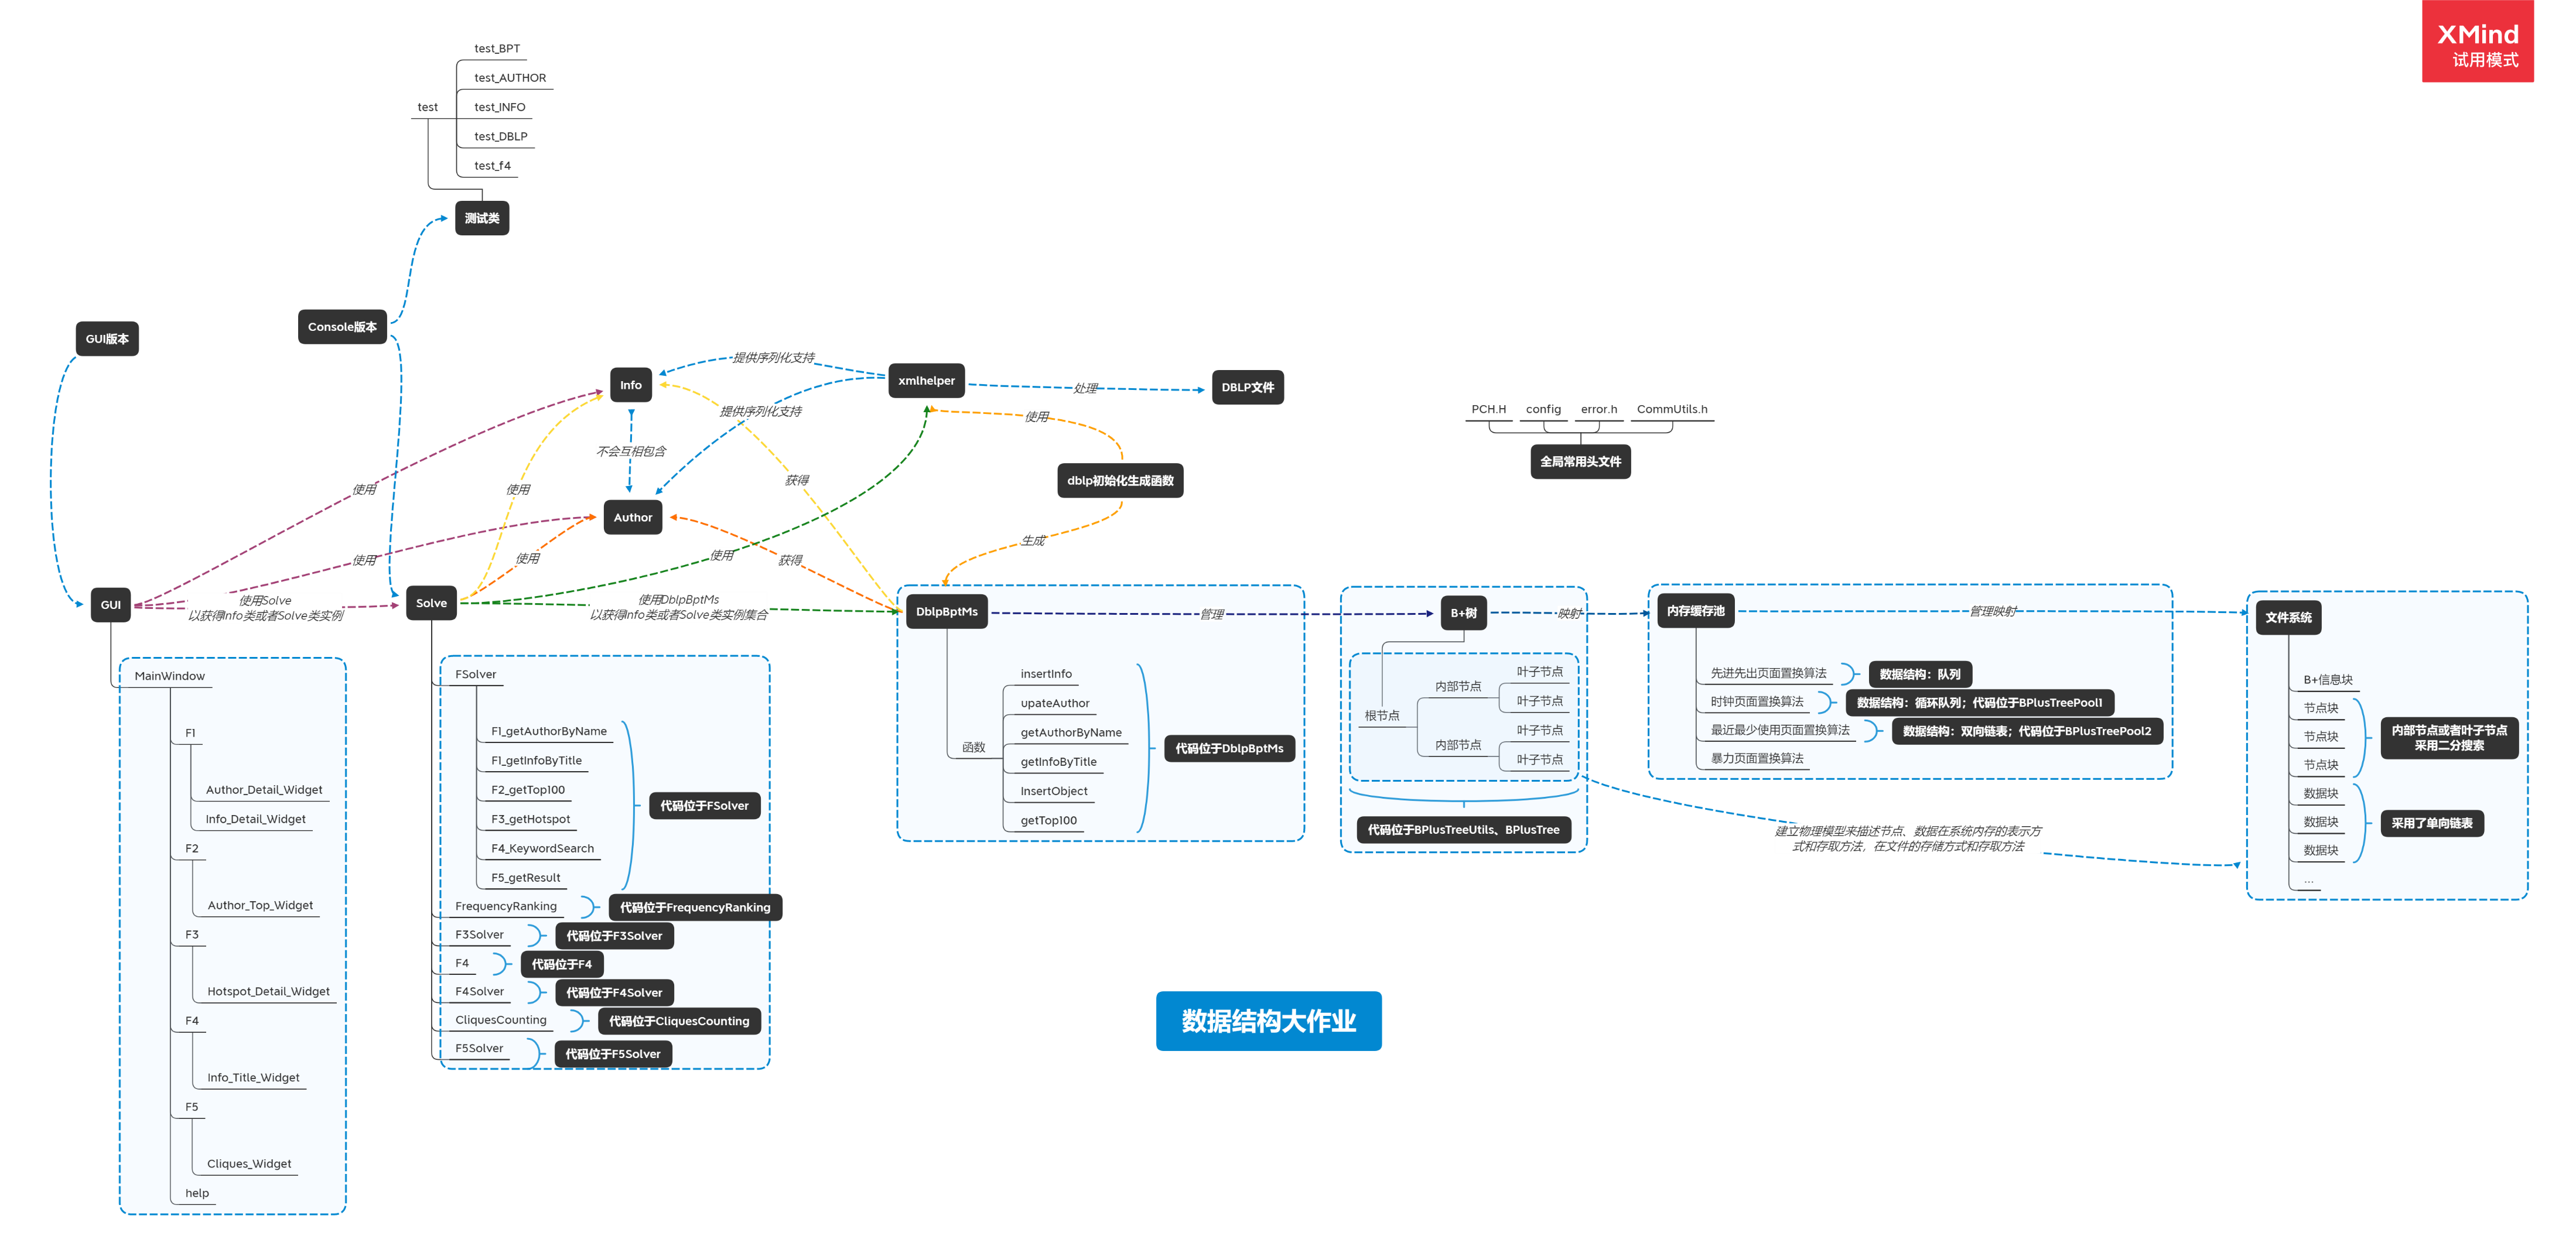 XMind
试用模式
test_BPT
test_AUTHOR
test
test_INFO
test_DBLP
test_f4
测试类
GUI版本
Console版本
Info
提供序列化支持
xmlhelper
处理
DBLP文件
提供序列化支持
使用
PCH.H
config
error.h
CommUtils.h
全局常用头文件
不会互相包含
使用
使用
获得
dblp初始化生成函数
Author
生成
使用
使用
使用
获得
GUI
使用Solve
以获得Info类或者Solve类实例
Solve
使用DblpBptMs
以获得Info类或者Solve类实例集合
DblpBptMs
管理
B+树
映射
内存缓存池
管理映射
文件系统
MainWindow
F1
Author_Detail_Widget
Info_Detail_Widget
F2
Author_Top_Widget
F3
Hotspot_Detail_Widget
F4
Info_Title_Widget
F5
Cliques_Widget
help
FSolver
F1_getAuthorByName
F1_getInfoByTitle
F2_getTop100
F3_getHotspot
F4_KeywordSearch
F5_getResult
代码位于FSolver
FrequencyRanking
代码位于FrequencyRanking
F3Solver
代码位于F3Solver
F4
代码位于F4
F4Solver
代码位于F4Solver
CliquesCounting
代码位于CliquesCounting
F5Solver
代码位于F5Solver
函数
insertInfo
upateAuthor
getAuthorByName
getInfoByTitle
InsertObject
getTop100
代码位于DblpBptMs
根节点
内部节点
叶子节点
叶子节点
内部节点
叶子节点
叶子节点
代码位于BPlusTreeUtils、BPlusTree
先进先出页面置换算法
数据结构：队列
时钟页面置换算法
数据结构：循环队列；代码位于BPlusTreePool1
最近最少使用页面置换算法
数据结构：双向链表；代码位于BPlusTreePool2
暴力页面置换算法
建立物理模型来描述节点、数据在系统内存的表示方
式和存取方法，在文件的存储方式和存取方法
B+信息块
节点块
节点块
节点块
内部节点或者叶子节点
采用二分搜索
数据块
数据块
数据块
采用了单向链表
...
数据结构大作业